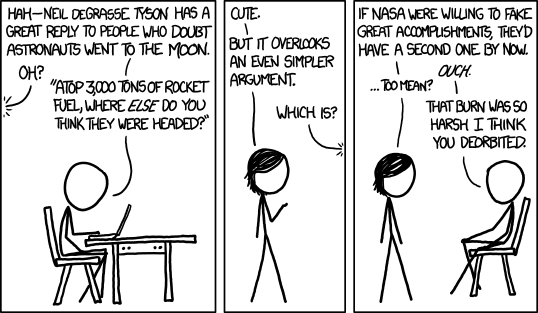 HAH—NEIL DEGRASSE TYSON HAS A
GREAT REPLY TO PEOPLE WHO DOUBT
ASTRONAUTS WENT TO THE MOON.
OH?
"ATOP 3,000 TONS OF ROCKET
FUEL, WHERE ELSE DO YOU
THINK THEY WERE HEADED?"
CUTE.
BUT IT OVERLOOKS
AN EVEN SIMPLER
ARGUMENT.
WHICH IS?
IF NASA WERE WILLING TO FAKE
GREAT ACCOMPLISHMENTS, THEY'D
HAVE A SECOND ONE BY NOW.
OUCH.
...TOO MEAN?
THAT BURN WAS SO
HARSH I THINK
YOU DEORBITED.